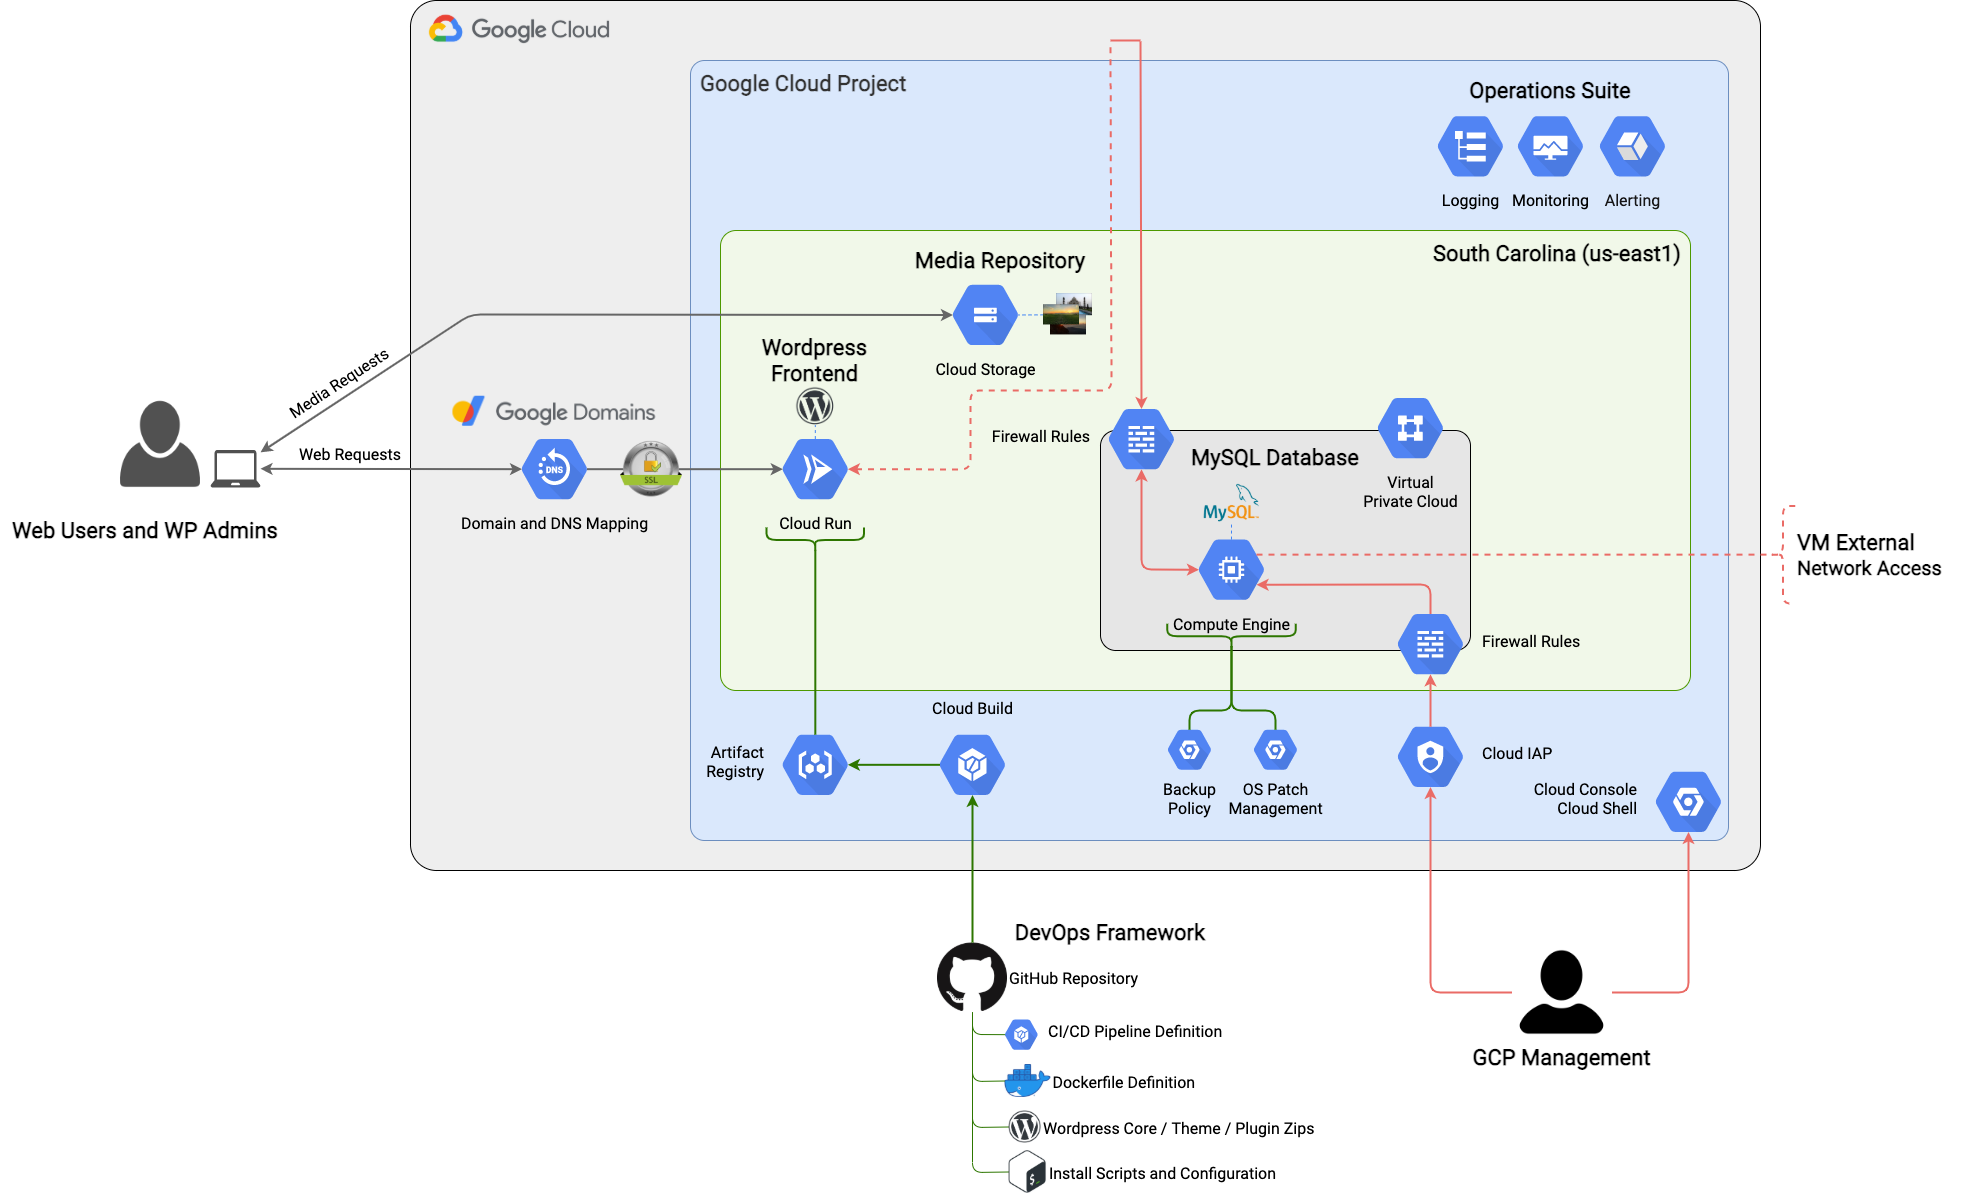 Google Cloud
Google Cloud Project
Operations Suite
Logging
Monitoring
Alerting
South Carolina (us-east1)
Media Repository
Cloud Storage
Wordpress
Frontend
Media Requests
Google Domains
Web Requests
DNS
SSL
Domain and DNS Mapping
Cloud Run
Web Users and WP Admins
Firewall Rules
MySQL Database
MySQL
Virtual
Private Cloud
Compute Engine
VM External
Network Access
Firewall Rules
Cloud Build
Artifact
Registry
Backup
Policy
OS Patch
Management
Cloud IAP
Cloud Console
Cloud Shell
DevOps Framework
GitHub Repository
CI/CD Pipeline Definition
Dockerfile Definition
Wordpress Core / Theme / Plugin Zips
Install Scripts and Configuration
GCP Management